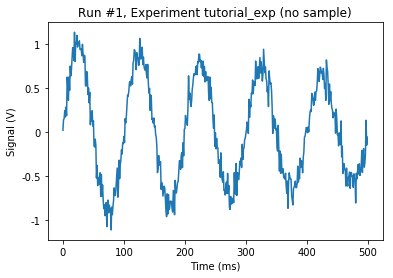 Run #1, Experiment tutorial_exp (no sample)
Signal (V)
1
0.5
0
-0.5
-1
0 100 200 300 400 500
Time (ms)